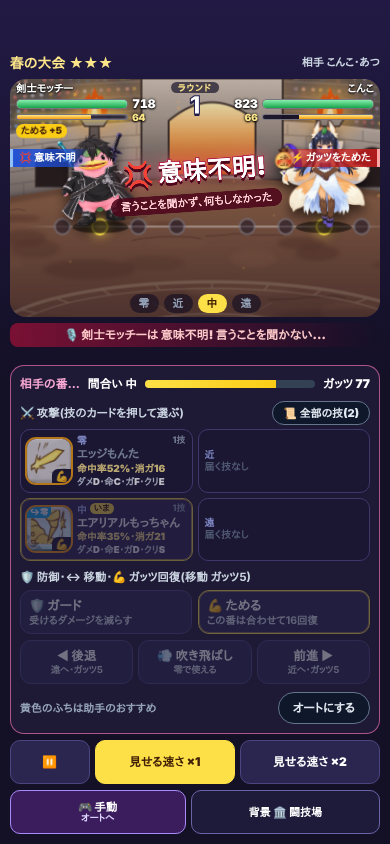 春の大会 ★★★
相手 こんこ・あつ
剣士モッチー
ラウンド
こんこ
718
1
823
64
66
ためる +5
💢 意味不明
⚡ ガッツをためた
💢 意味不明!
言うことを聞かず、何もしなかった
零 近 中 遠
🎙️ 剣士モッチーは 意味不明! 言うことを聞かない…
相手の番… 間合い 中 ガッツ 77
⚔️ 攻撃(技のカードを押して選ぶ)
📜 全部の技(2)
零 1技
エッジもんた
命中率52%・消ガ16
ダメD・命C・ガF・クリE
近
届く技なし
中 いま 1技
エアリアルもっちゃん
命中率35%・消ガ21
ダメD・命E・ガD・クリS
遠
届く技なし
🛡️ 防御・↔ 移動・💪 ガッツ回復(移動 ガッツ5)
🛡️ ガード
受けるダメージを減らす
💪 ためる
この番は合わせて16回復
◀ 後退
遠へ・ガッツ5
💨 吹き飛ばし
零で使える
前進 ▶
近へ・ガッツ5
黄色のふちは助手のおすすめ
オートにする
⏸️
見せる速さ ×1
見せる速さ ×2
🎮 手動
オートへ
背景 🏛️ 闘技場